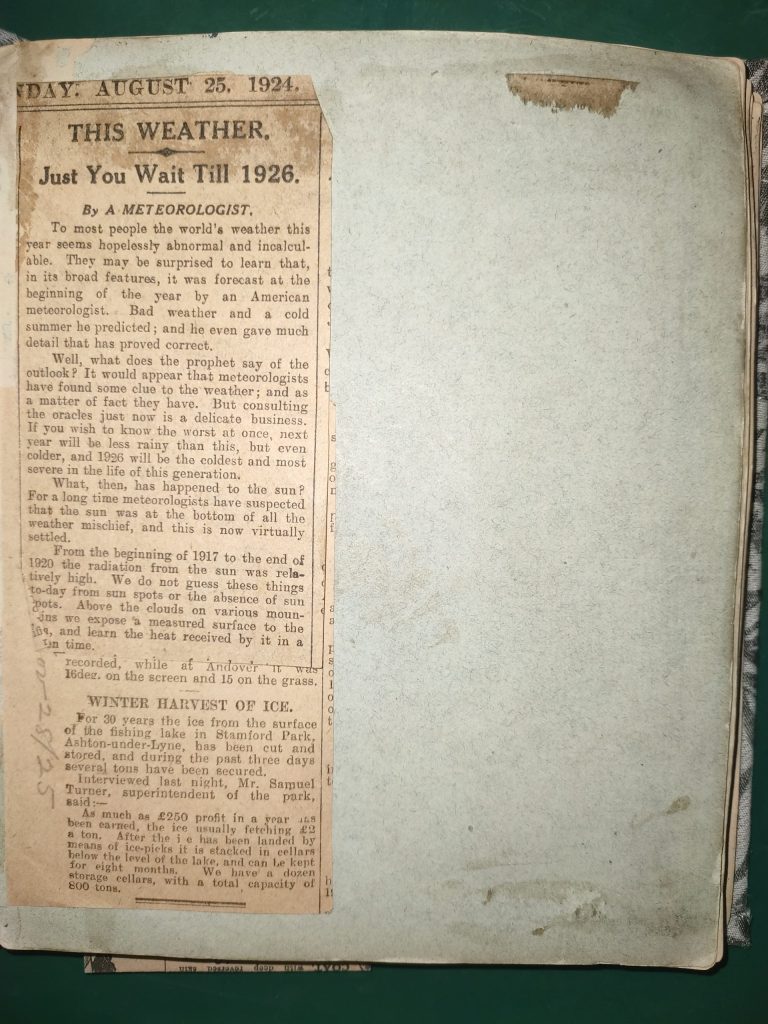 NDAY. AUGUST 25. 1924.
THIS WEATHER.
Just You Wait Till 1926.
By A METEOROLOGIST.
To most people the world's weather this
year seems hopelessly abnormal and incalcul-
able. They may be surprised to learn that,
in its broad features, it was forecast at the
beginning of the year by an American
meteorologist. Bad weather and a cold
summer he predicted; and he even gave much
detail that has proved correct.
Well, what does the prophet say of the
outlook? It would appear that meteorologists
have found some clue to the weather; and as
a matter of fact they have. But consulting
the oracles just now is a delicate business.
If you wish to know the worst at once, next
year will be less rainy than this, but even
colder, and 1926 will be the coldest and most
severe in the life of this generation.
What, then, has happened to the sun?
For a long time meteorologists have suspected
that the sun was at the bottom of all the
weather mischief, and this is now virtually
settled.
From the beginning of 1917 to the end of
1920 the radiation from the sun was rela-
tively high. We do not guess these things
to-day from sun spots or the absence of sun
spots. Above the clouds on various moun-
we expose a measured surface to the
and learn the heat received by it in a
time.
recorded, while at Andover it was
16deg. on the screen and 15 on the grass.
WINTER HARVEST OF ICE.
For 30 years the ice from the surface
of the fishing lake in Stamford Park,
Ashton-under-Lyne, has been cut and
stored, and during the past three days
several tons have been secured.
Interviewed last night, Mr. Samuel
Turner, superintendent of the park,
said:—
As much as £250 profit in a year has
been earned, the ice usually fetching £2
a ton. After the i e has been landed by
means of ice-picks it is stacked in cellars
below the level of the lake, and can be kept
for eight months. We have a dozen
storage cellars, with a total capacity of
800 tons.
COAT, with deep reversed skin